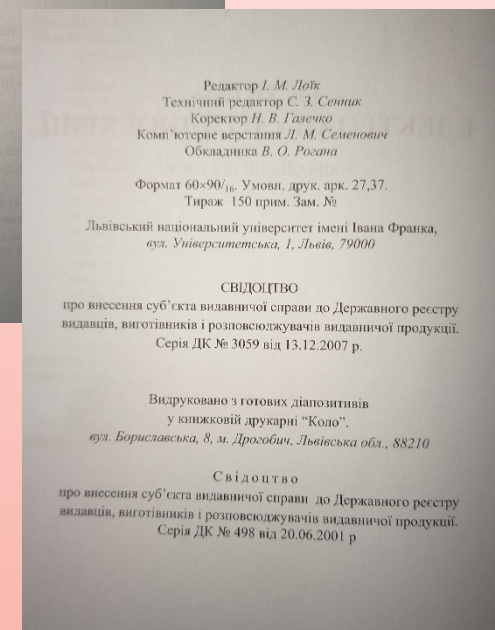 Редактор І. М. Лоїк
Технічний редактор С. З. Сенник
Коректор Н. В. Галечко
Комп’ютерне верстання Л. М. Семенович
Обкладинка В. О. Рогана
Формат 60×90/16. Умовн. друк. арк. 27,37.
Тираж 150 прим. Зам. №
Львівський національний університет імені Івана Франка,
вул. Університетська, 1, Львів, 79000
СВІДОЦТВО
про внесення суб’єкта видавничої справи до Державного реєстру
видавців, виготівників і розповсюджувачів видавничої продукції.
Серія ДК № 3059 від 13.12.2007 р.
Видруковано з готових діапозитивів
у книжковій друкарні “Коло”.
вул. Бориславська, 8, м. Дрогобич, Львівська обл., 88210
Свідоцтво
про внесення суб’єкта видавничої справи до Державного реєстру
видавців, виготівників і розповсюджувачів видавничої продукції.
Серія ДК № 498 від 20.06.2001 р